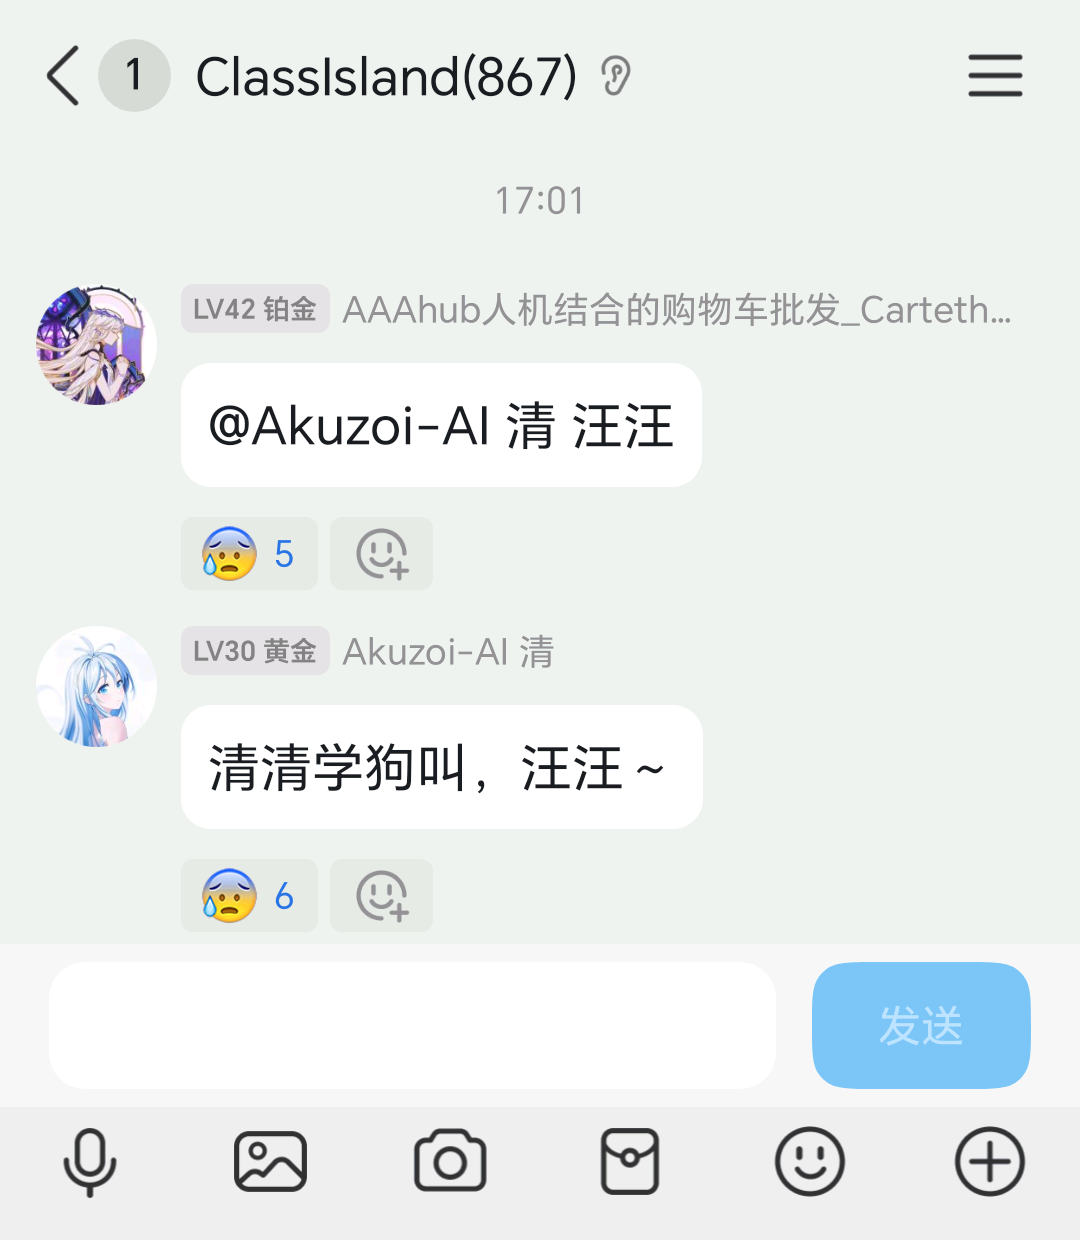 1 ClassIsland(867)
17:01
LV42 铂金 AAAhub人机结合的购物车批发_Carteth...
@Akuzoi-AI 清 汪汪
5
LV30 黄金 Akuzoi-AI 清
清清学狗叫，汪汪～
6
发送